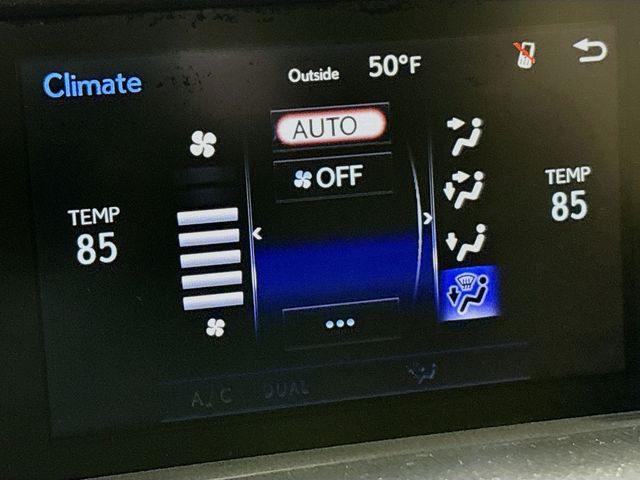 Climate
Outside 50°F
AUTO
OFF
TEMP
85
TEMP
85
•••
A/C DUAL